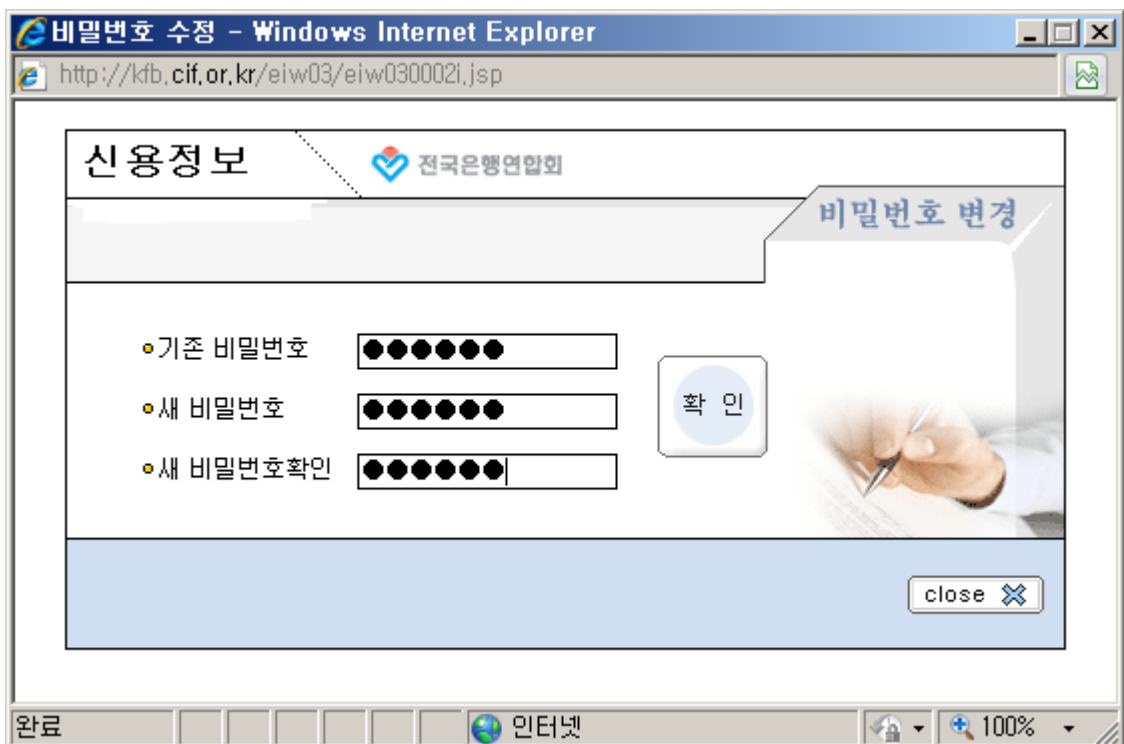 비밀번호 수정 - Windows Internet Explorer
http://kfb.cif.or.kr/eiw03/eiw030002i.jsp
신용정보
전국은행연합회
비밀번호 변경
기존 비밀번호 ●●●●●●
새 비밀번호 ●●●●●●
확 인
새 비밀번호확인 ●●●●●●
close
완료
인터넷
100%